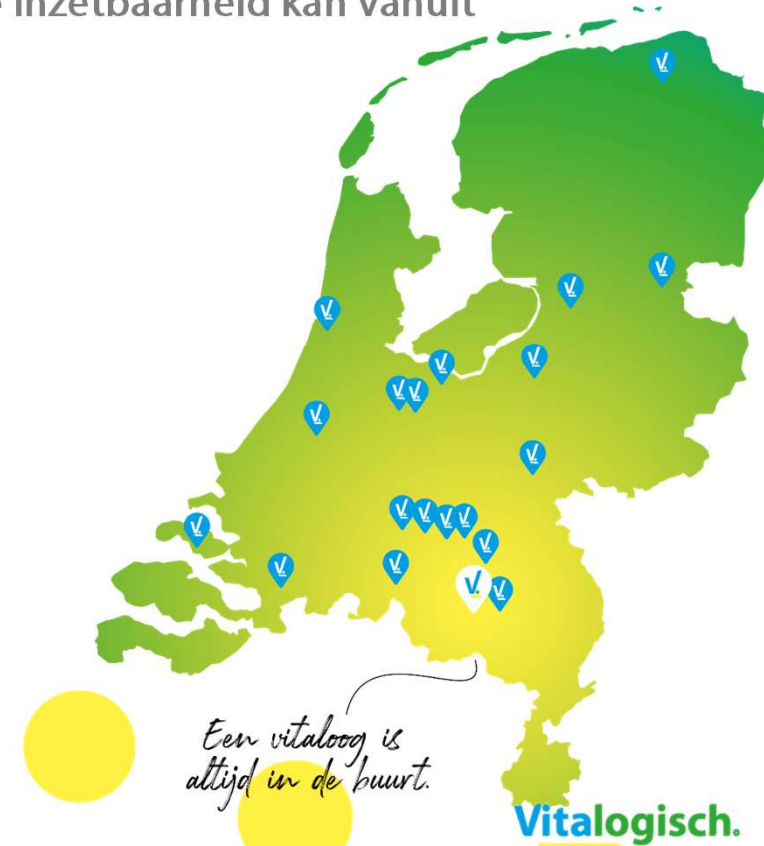 inzetbaarheid kan vanuit
Een vitaloog is
altijd in de buurt.
Vitalogisch.